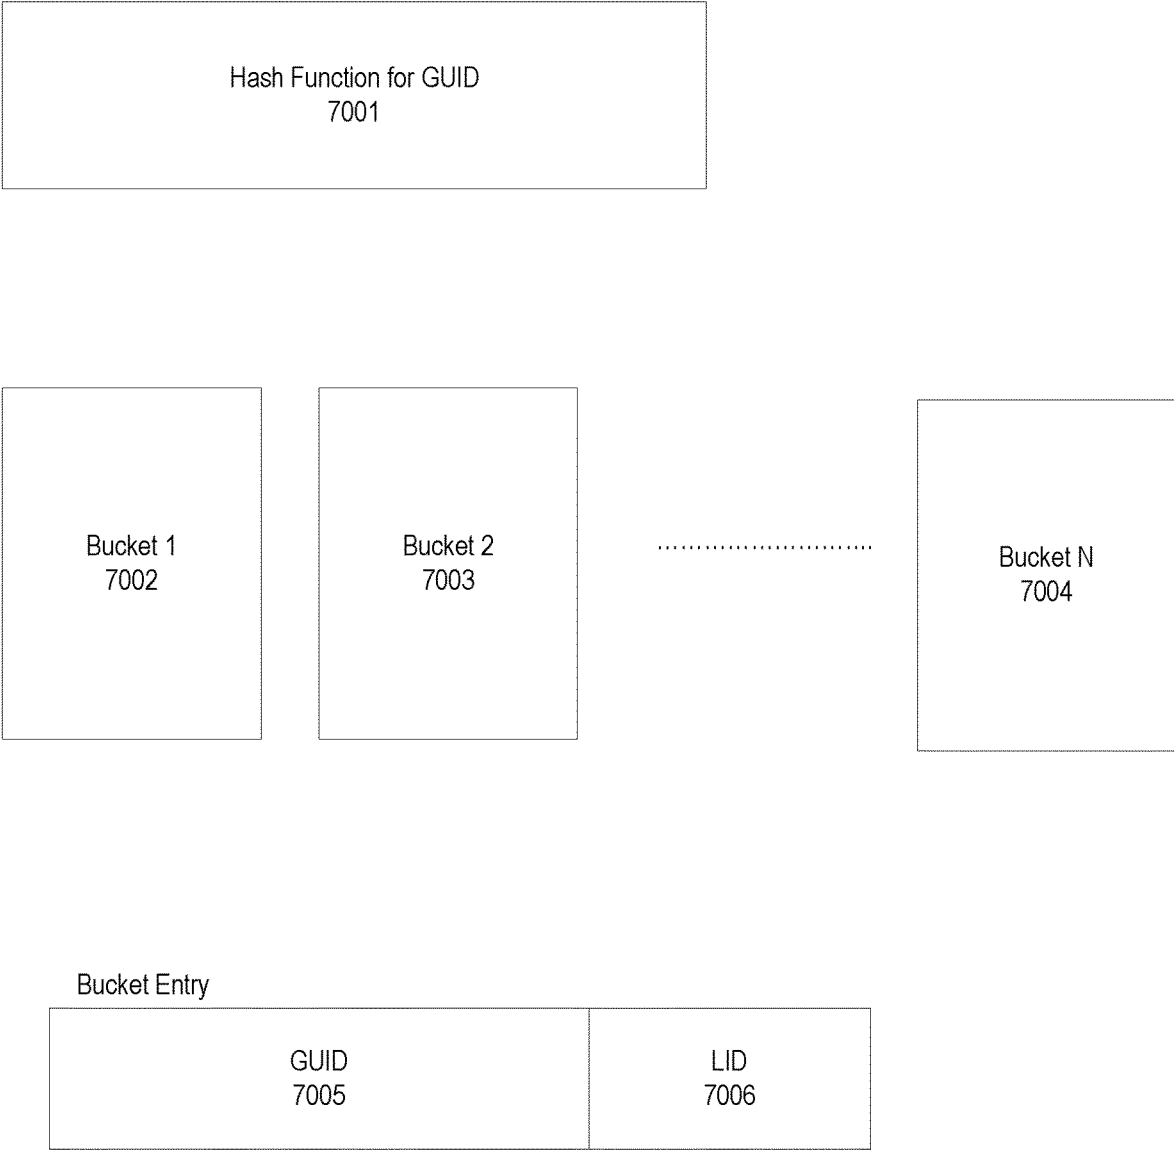 Hash Function for GUID
7001
Bucket 1
7002
Bucket 2
7003
Bucket N
7004
Bucket Entry
GUID
7005
LID
7006